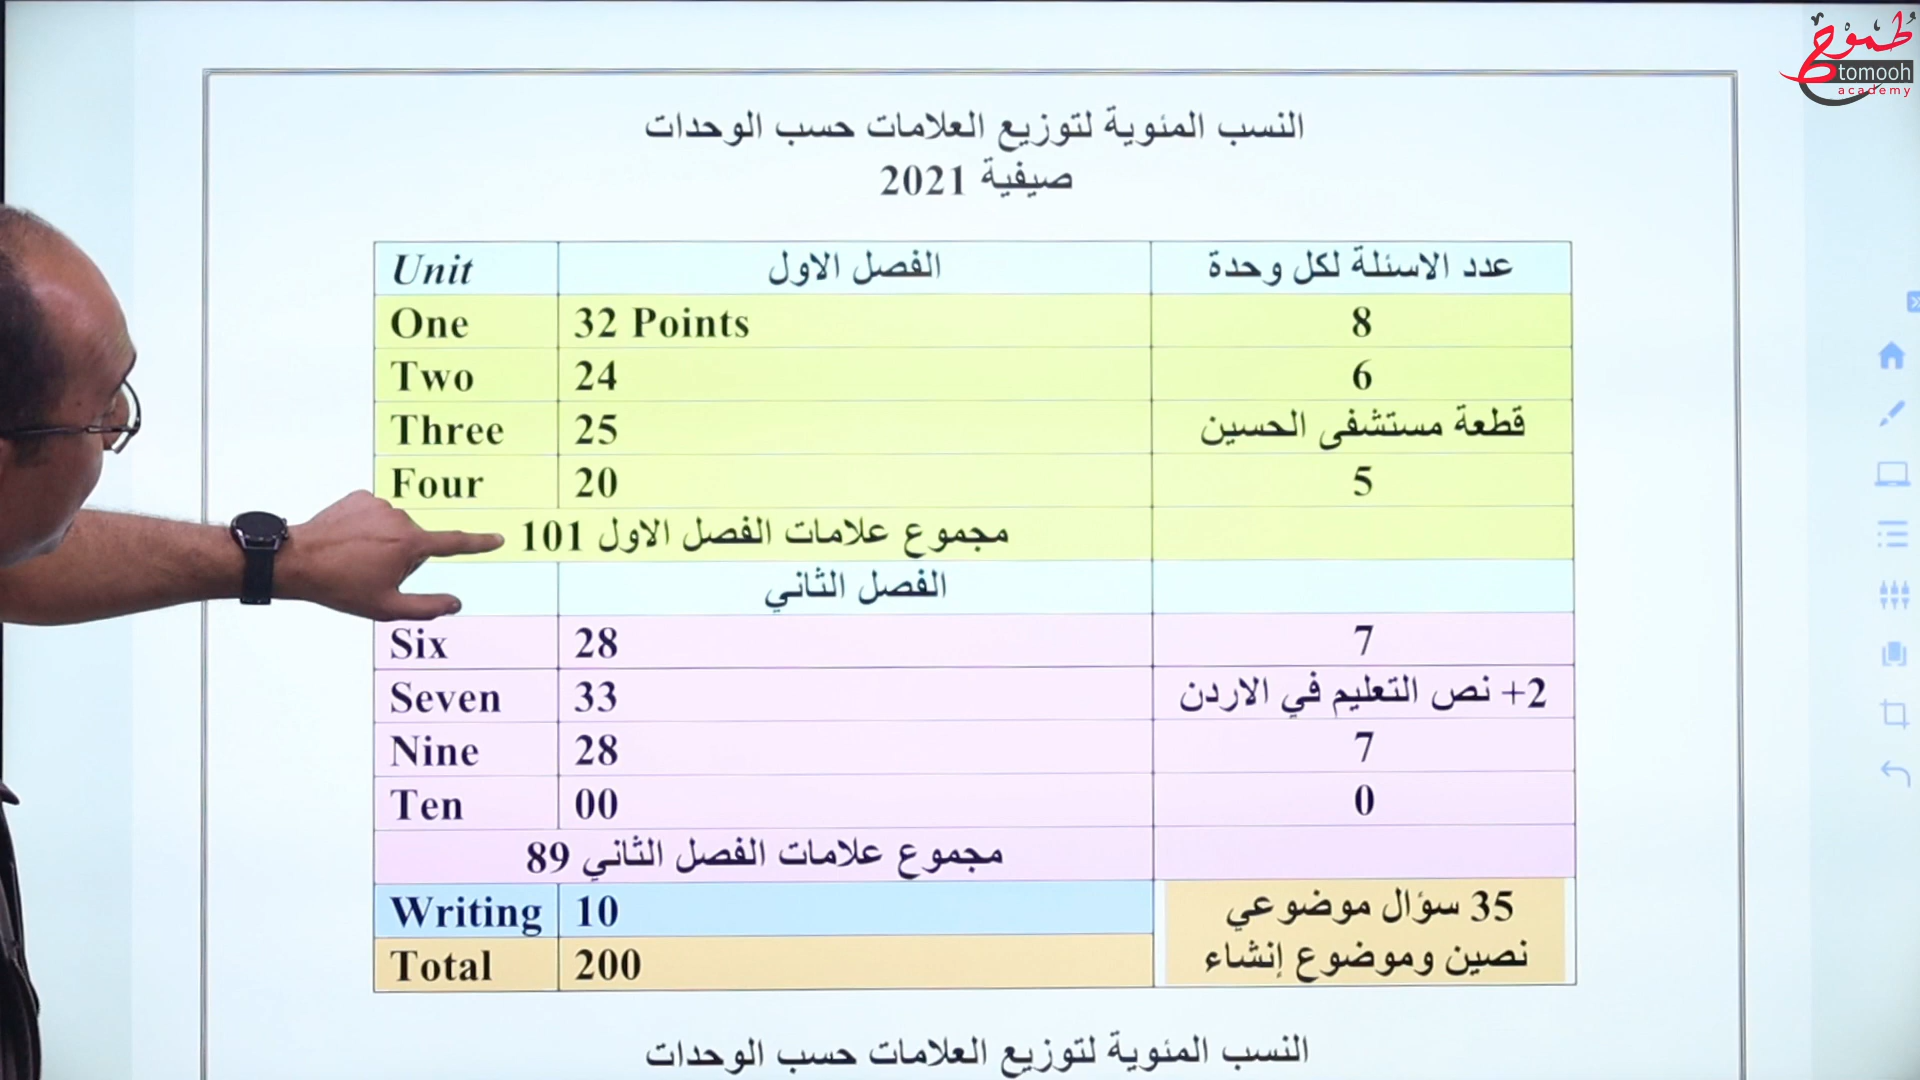 طموح
tomooh
academy
النسب المئوية لتوزيع العلامات حسب الوحدات
صيفية 2021
Unit الفصل الاول عدد الاسئلة لكل وحدة
One 32 Points 8
Two 24 6
Three 25 قطعة مستشفى الحسين
Four 20 5
مجموع علامات الفصل الاول 101
الفصل الثاني
Six 28 7
Seven 33 2+ نص التعليم في الاردن
Nine 28 7
Ten 00 0
مجموع علامات الفصل الثاني 89
Writing 10 35 سؤال موضوعي
Total 200 نصين وموضوع إنشاء
النسب المئوية لتوزيع العلامات حسب الوحدات